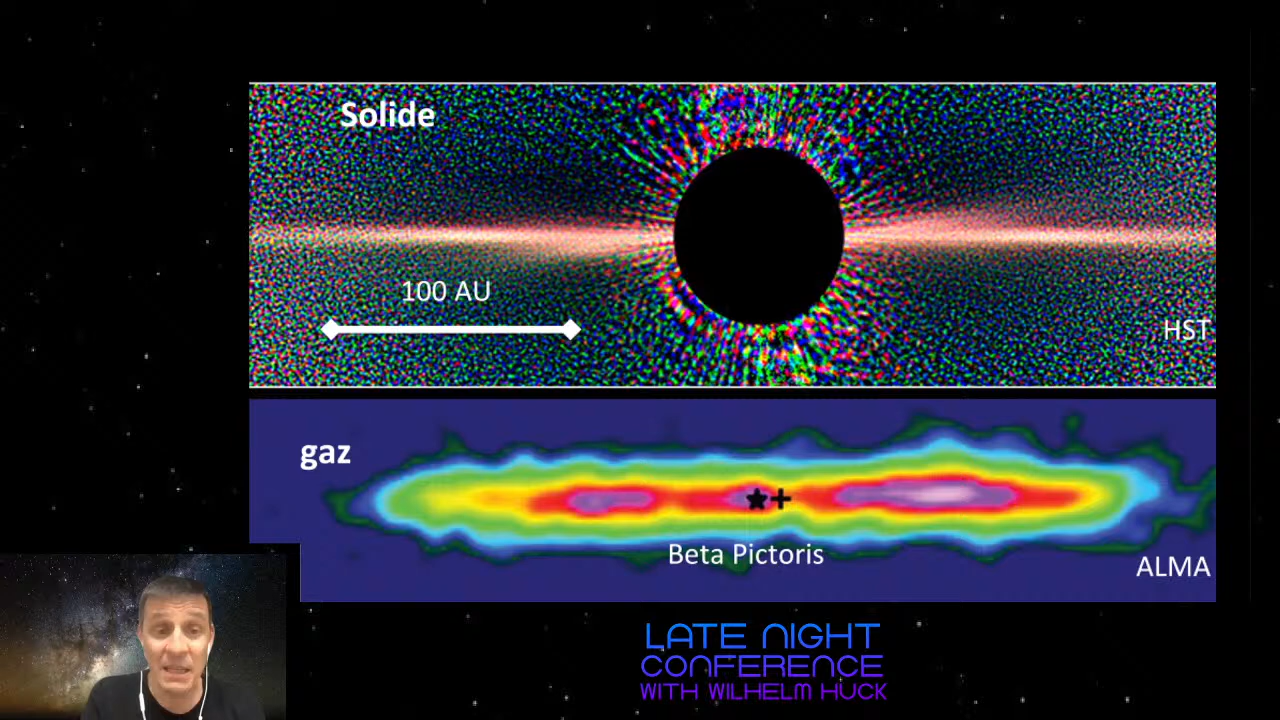 Solide
100 AU
HST
gaz
Beta Pictoris
ALMA
LATE NIGHT
CONFERENCE
WITH WILHELM HUCK